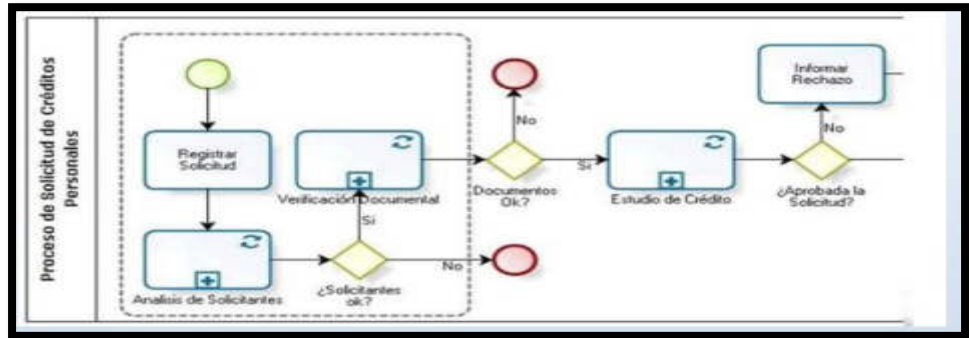 Proceso de Solicitud de Créditos
Personales
Registrar
Solicitud
Analisis de Solicitantes
¿Solicitantes
ok?
Si
No
Verificación Documental
Documentos
Ok?
No
Si
Estudio de Crédito
¿Aprobada la
Solicitud?
No
Informar
Rechazo